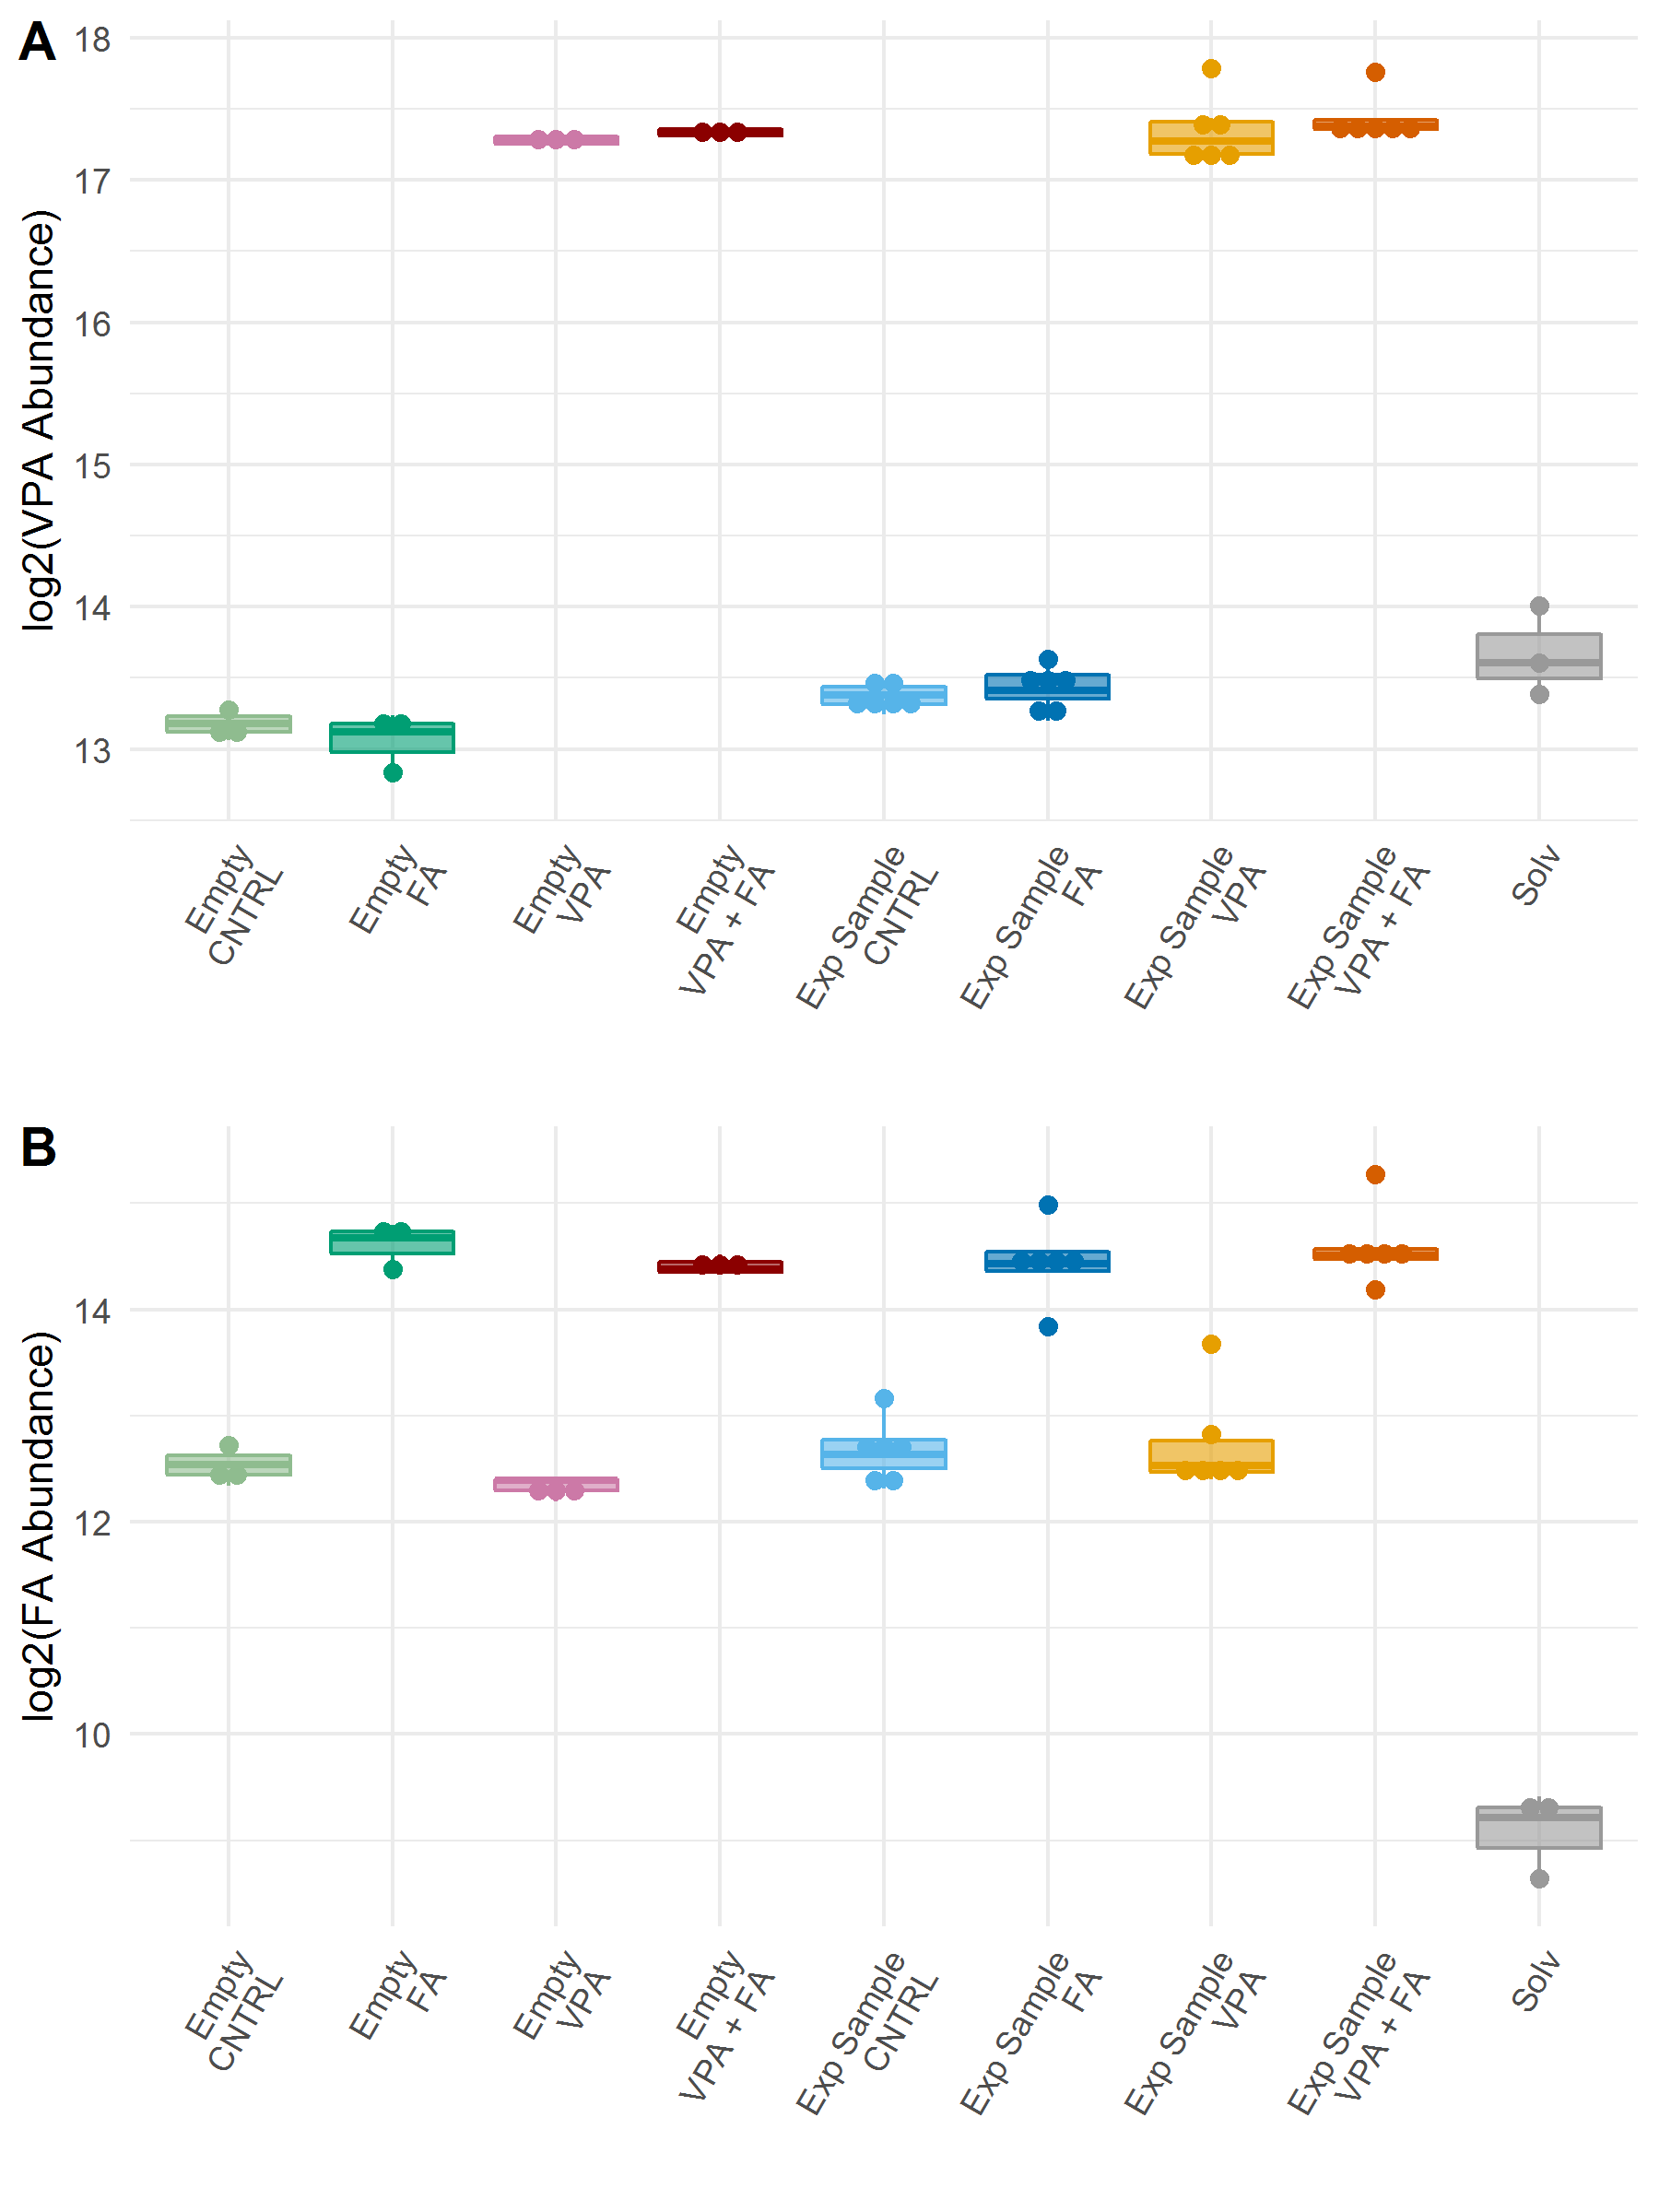 A
log2(VPA Abundance)
18
17
16
15
14
13
Empty
CNTRL
Empty
FA
Empty
VPA
Empty
VPA + FA
Exp Sample
CNTRL
Exp Sample
FA
Exp Sample
VPA
Exp Sample
VPA + FA
Solv
B
log2(FA Abundance)
14
12
10
Empty
CNTRL
Empty
FA
Empty
VPA
Empty
VPA + FA
Exp Sample
CNTRL
Exp Sample
FA
Exp Sample
VPA
Exp Sample
VPA + FA
Solv